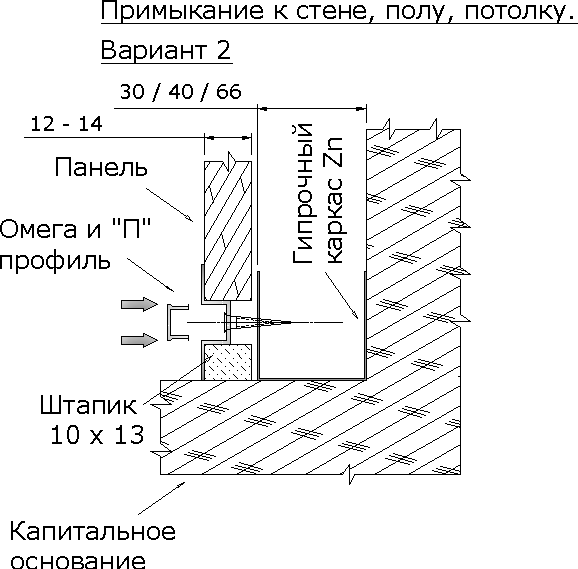 Примыкание к стене, полу, потолку.
Вариант 2
30 / 40 / 66
12 - 14
Панель
Омега и "П"
профиль
Гипрочный
каркас Zn
Штапик
10 х 13
Капитальное
основание